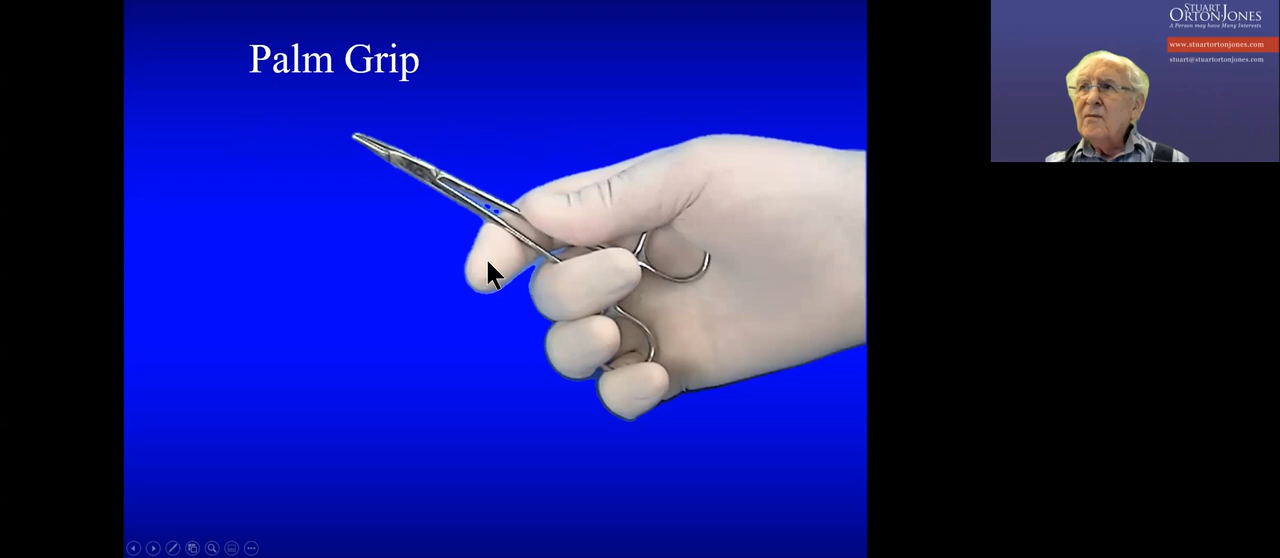 Palm Grip
STUART
ORTON-JONES
A Person may have Many Interests
www.stuartortonjones.com
stuart@stuartortonjones.com